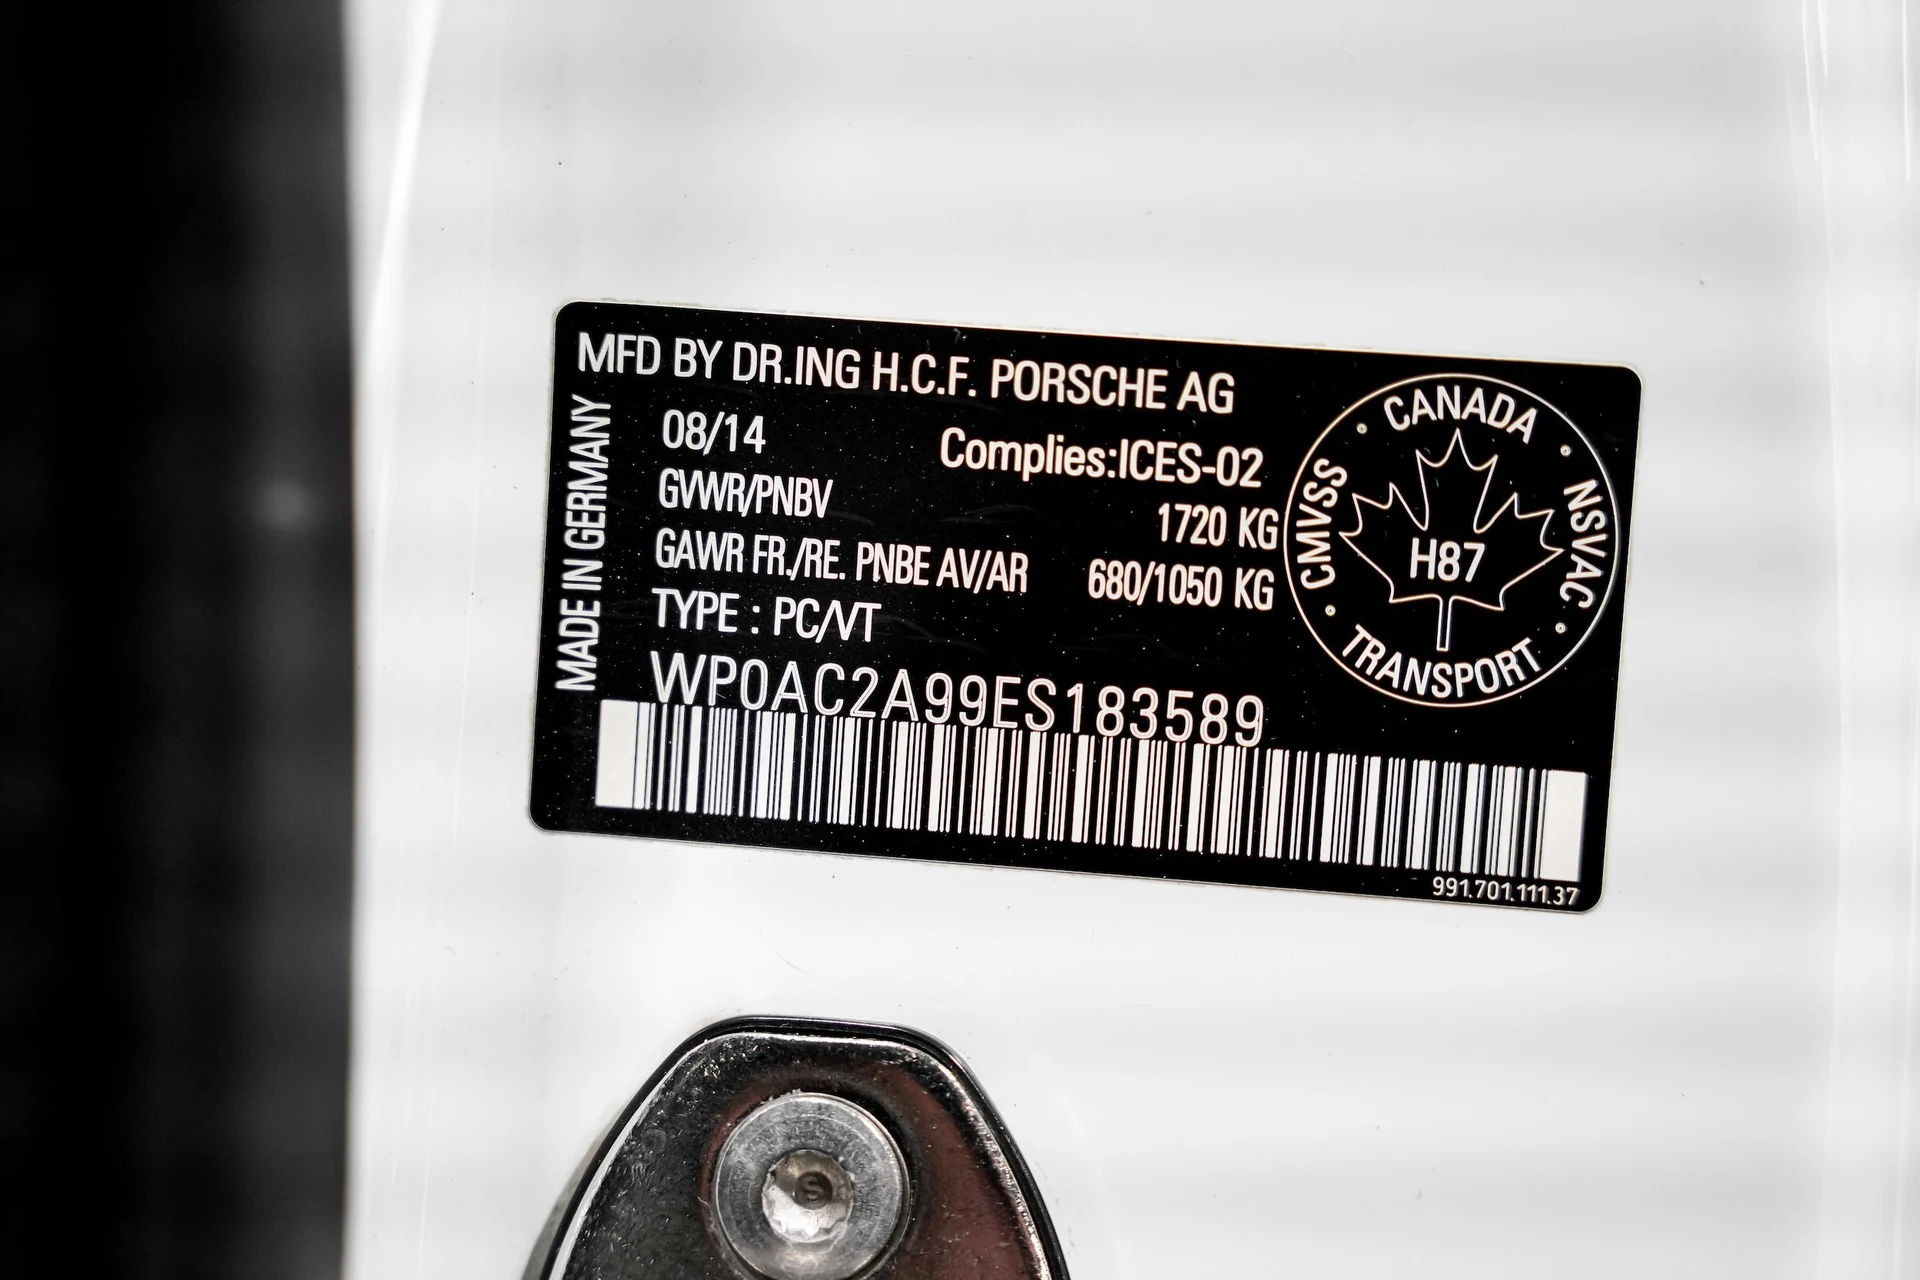 MFD BY DR.ING H.C.F. PORSCHE AG
MADE IN GERMANY
08/14
Complies:ICES-02
GVWR/PNBV 1720 KG
GAWR FR./RE. PNBE AV/AR 680/1050 KG
TYPE : PC/VT
WP0AC2A99ES183589
CANADA
CMVSS
NSVAC
H87
TRANSPORT
991.701.111.37
S